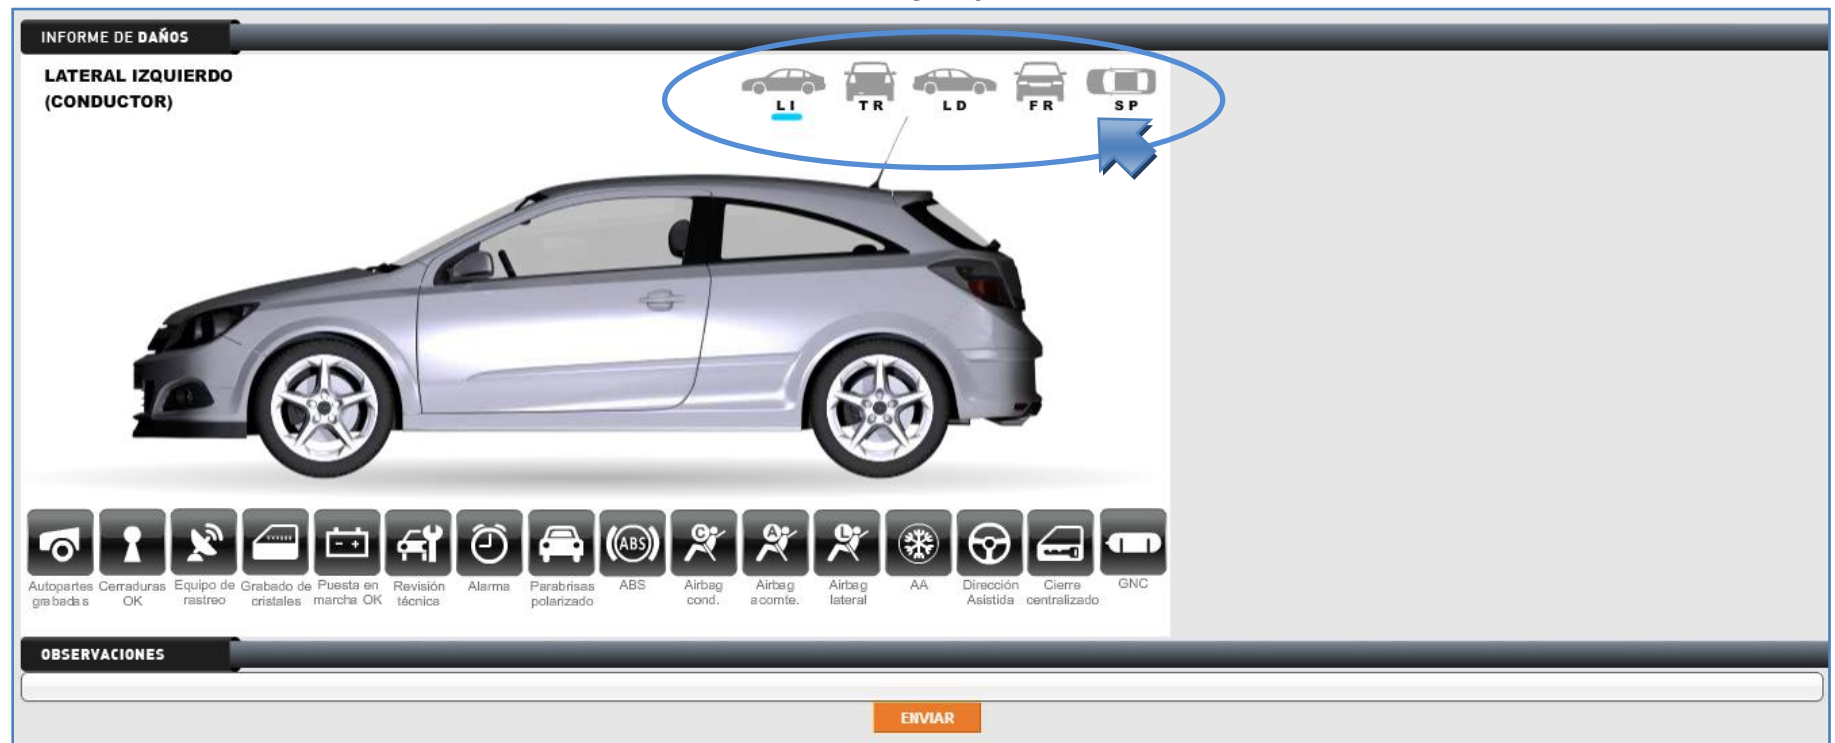 INFORME DE DAÑOS
LATERAL IZQUIERDO
(CONDUCTOR)
LI TR LD FR SP
Autopartes grabadas
Cerraduras OK
Equipo de rastreo
Grabado de cristales
Puesta en marcha OK
Revisión técnica
Alarma
Parabrisas polarizado
ABS
ABS
C
Airbag cond.
A
Airbag acomte.
L
Airbag lateral
AA
Dirección Asistida
Cierre centralizado
GNC
OBSERVACIONES
ENVIAR